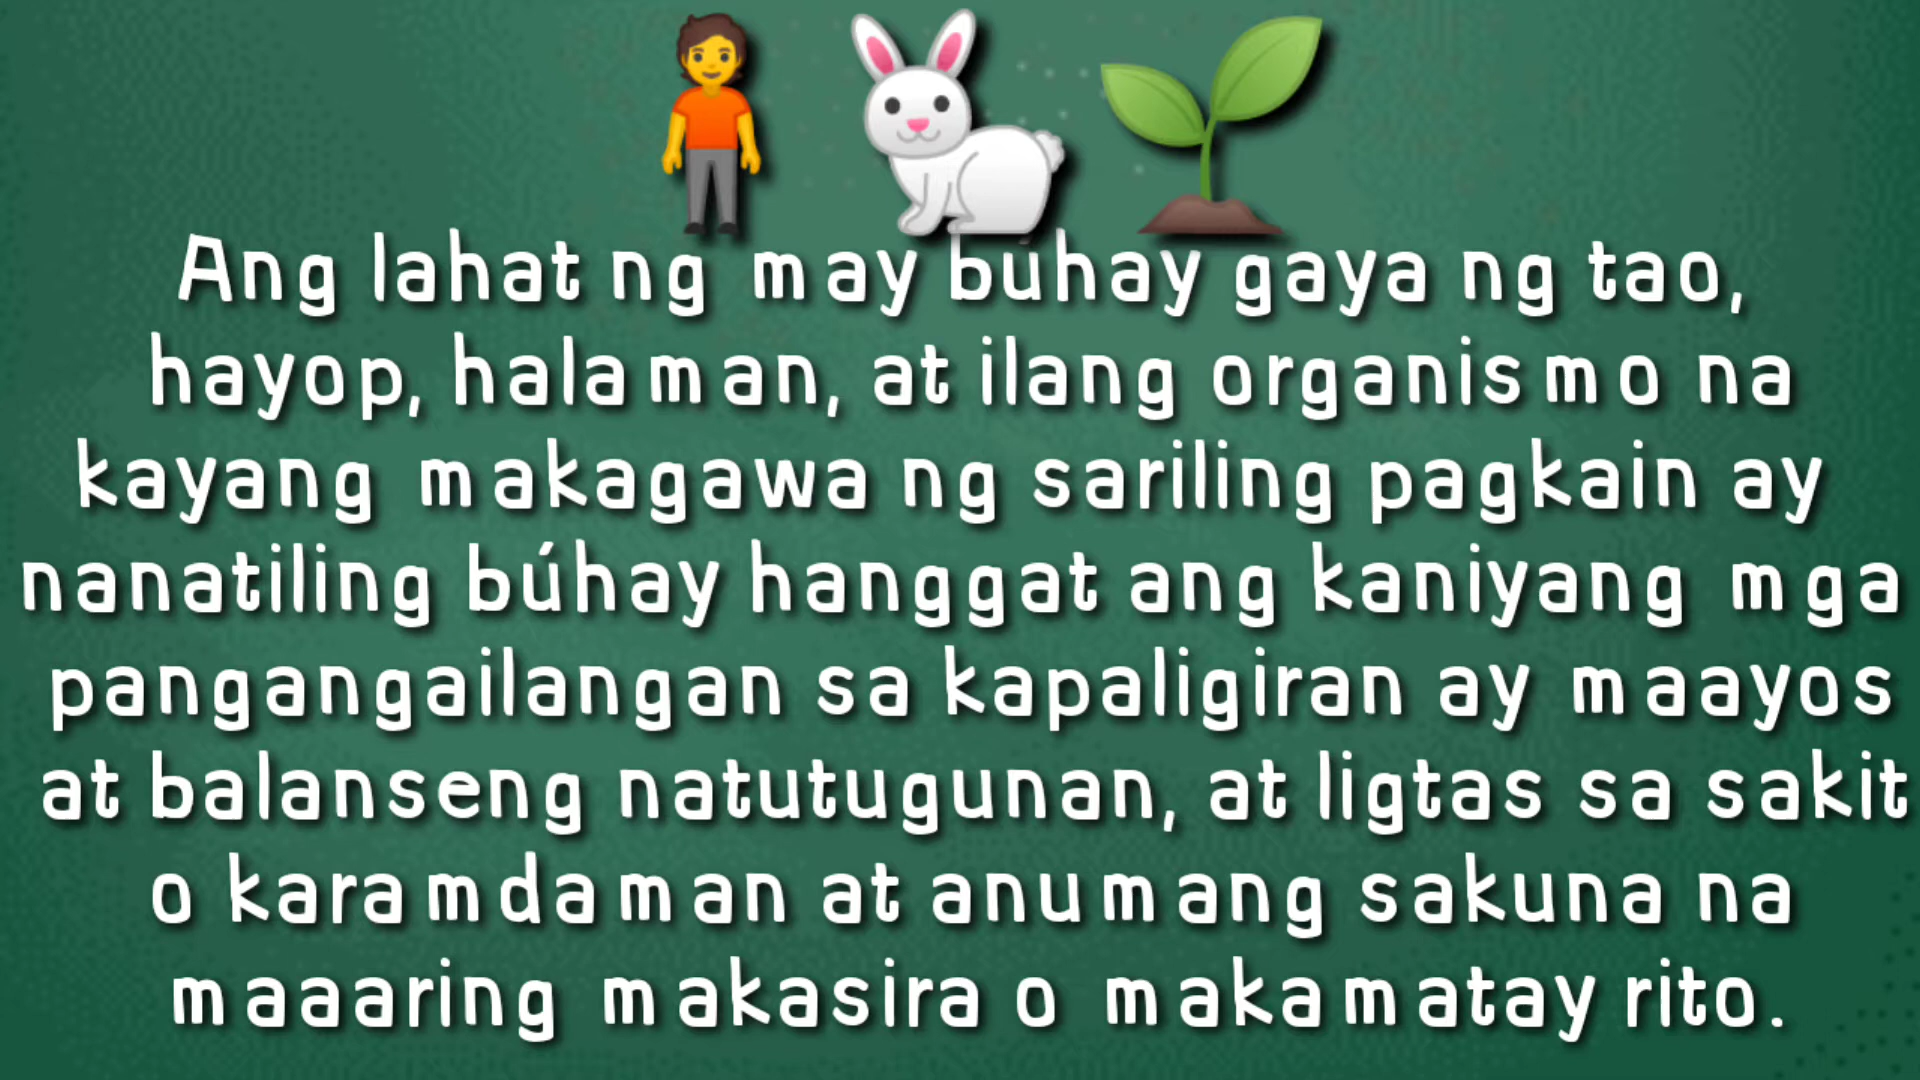 Ang lahat ng may buhay gaya ng tao,
hayop, halaman, at ilang organismo na
kayang makagawa ng sariling pagkain ay
nanatiling búhay hanggat ang kaniyang mga
pangangailangan sa kapaligiran ay maayos
at balanseng natutugunan, at ligtas sa sakit
o karamdaman at anumang sakuna na
maaaring makasira o makamatay rito.